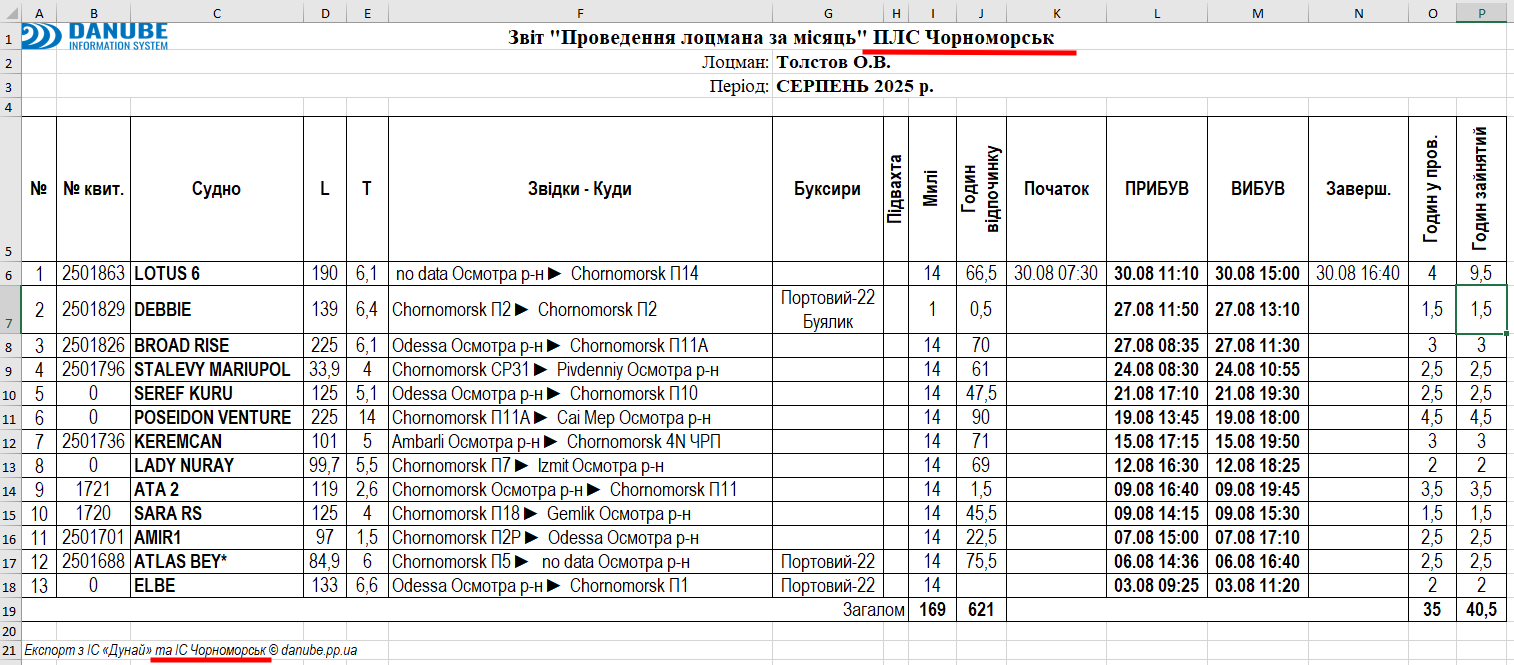 A B C D E F G H I J K L M N O P
DANUBE
INFORMATION SYSTEM
1 Звіт "Проведення лоцмана за місяць" ПЛС Чорноморськ
2 Лоцман: Толстов О.В.
3 Період: СЕРПЕНЬ 2025 р.
4
5 № № квит. Судно L T Звідки - Куди Буксири Підвахта Милі Годин відпочинку Початок ПРИБУВ ВИБУВ Заверш. Годин у пров. Годин зайнятий
6 1 2501863 LOTUS 6 190 6,1 no data Осмотра р-н ► Chornomorsk П14 14 66,5 30.08 07:30 30.08 11:10 30.08 15:00 30.08 16:40 4 9,5
7 2 2501829 DEBBIE 139 6,4 Chornomorsk П2 ► Chornomorsk П2 Портовий-22 Буялик 1 0,5 27.08 11:50 27.08 13:10 1,5 1,5
8 3 2501826 BROAD RISE 225 6,1 Odessa Осмотра р-н ► Chornomorsk П11А 14 70 27.08 08:35 27.08 11:30 3 3
9 4 2501796 STALEVY MARIUPOL 33,9 4 Chornomorsk СР31 ► Pivdenniy Осмотра р-н 14 61 24.08 08:30 24.08 10:55 2,5 2,5
10 5 0 SEREF KURU 125 5,1 Odessa Осмотра р-н ► Chornomorsk П10 14 47,5 21.08 17:10 21.08 19:30 2,5 2,5
11 6 0 POSEIDON VENTURE 225 14 Chornomorsk П11А ► Cai Mep Осмотра р-н 14 90 19.08 13:45 19.08 18:00 4,5 4,5
12 7 2501736 KEREMCAN 101 5 Ambarli Осмотра р-н ► Chornomorsk 4N ЧРП 14 71 15.08 17:15 15.08 19:50 3 3
13 8 0 LADY NURAY 99,7 5,5 Chornomorsk П7 ► Izmit Осмотра р-н 14 69 12.08 16:30 12.08 18:25 2 2
14 9 1721 ATA 2 119 2,6 Chornomorsk Осмотра р-н ► Chornomorsk П11 14 1,5 09.08 16:40 09.08 19:45 3,5 3,5
15 10 1720 SARA RS 125 4 Chornomorsk П18 ► Gemlik Осмотра р-н 14 45,5 09.08 14:15 09.08 15:30 1,5 1,5
16 11 2501701 AMIR1 97 1,5 Chornomorsk П2Р ► Odessa Осмотра р-н 14 22,5 07.08 15:00 07.08 17:10 2,5 2,5
17 12 2501688 ATLAS BEY* 84,9 6 Chornomorsk П5 ► no data Осмотра р-н Портовий-22 14 75,5 06.08 14:36 06.08 16:40 2,5 2,5
18 13 0 ELBE 133 6,6 Odessa Осмотра р-н ► Chornomorsk П1 Портовий-22 14 03.08 09:25 03.08 11:20 2 2
19 Загалом 169 621 35 40,5
20
21 Експорт з ІС «Дунай» та ІС Чорноморськ © danube.pp.ua